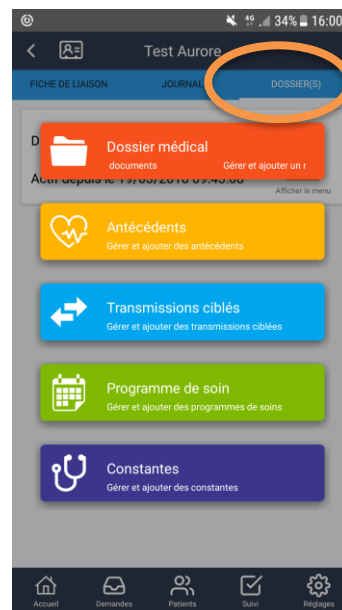 4G 34% 16:00
Test Aurore
FICHE DE LIAISON JOURNAL DOSSIER(S)
D
Dossier médical
documents Gérer et ajouter un
Actif depuis le 19/03/2018 09:43:00
Afficher le menu
Antécédents
Gérer et ajouter des antécédents
Transmissions ciblés
Gérer et ajouter des transmissions ciblées
Programme de soin
Gérer et ajouter des programmes de soins
Constantes
Gérer et ajouter des constantes
Accueil Demandes Patients Suivi Réglages